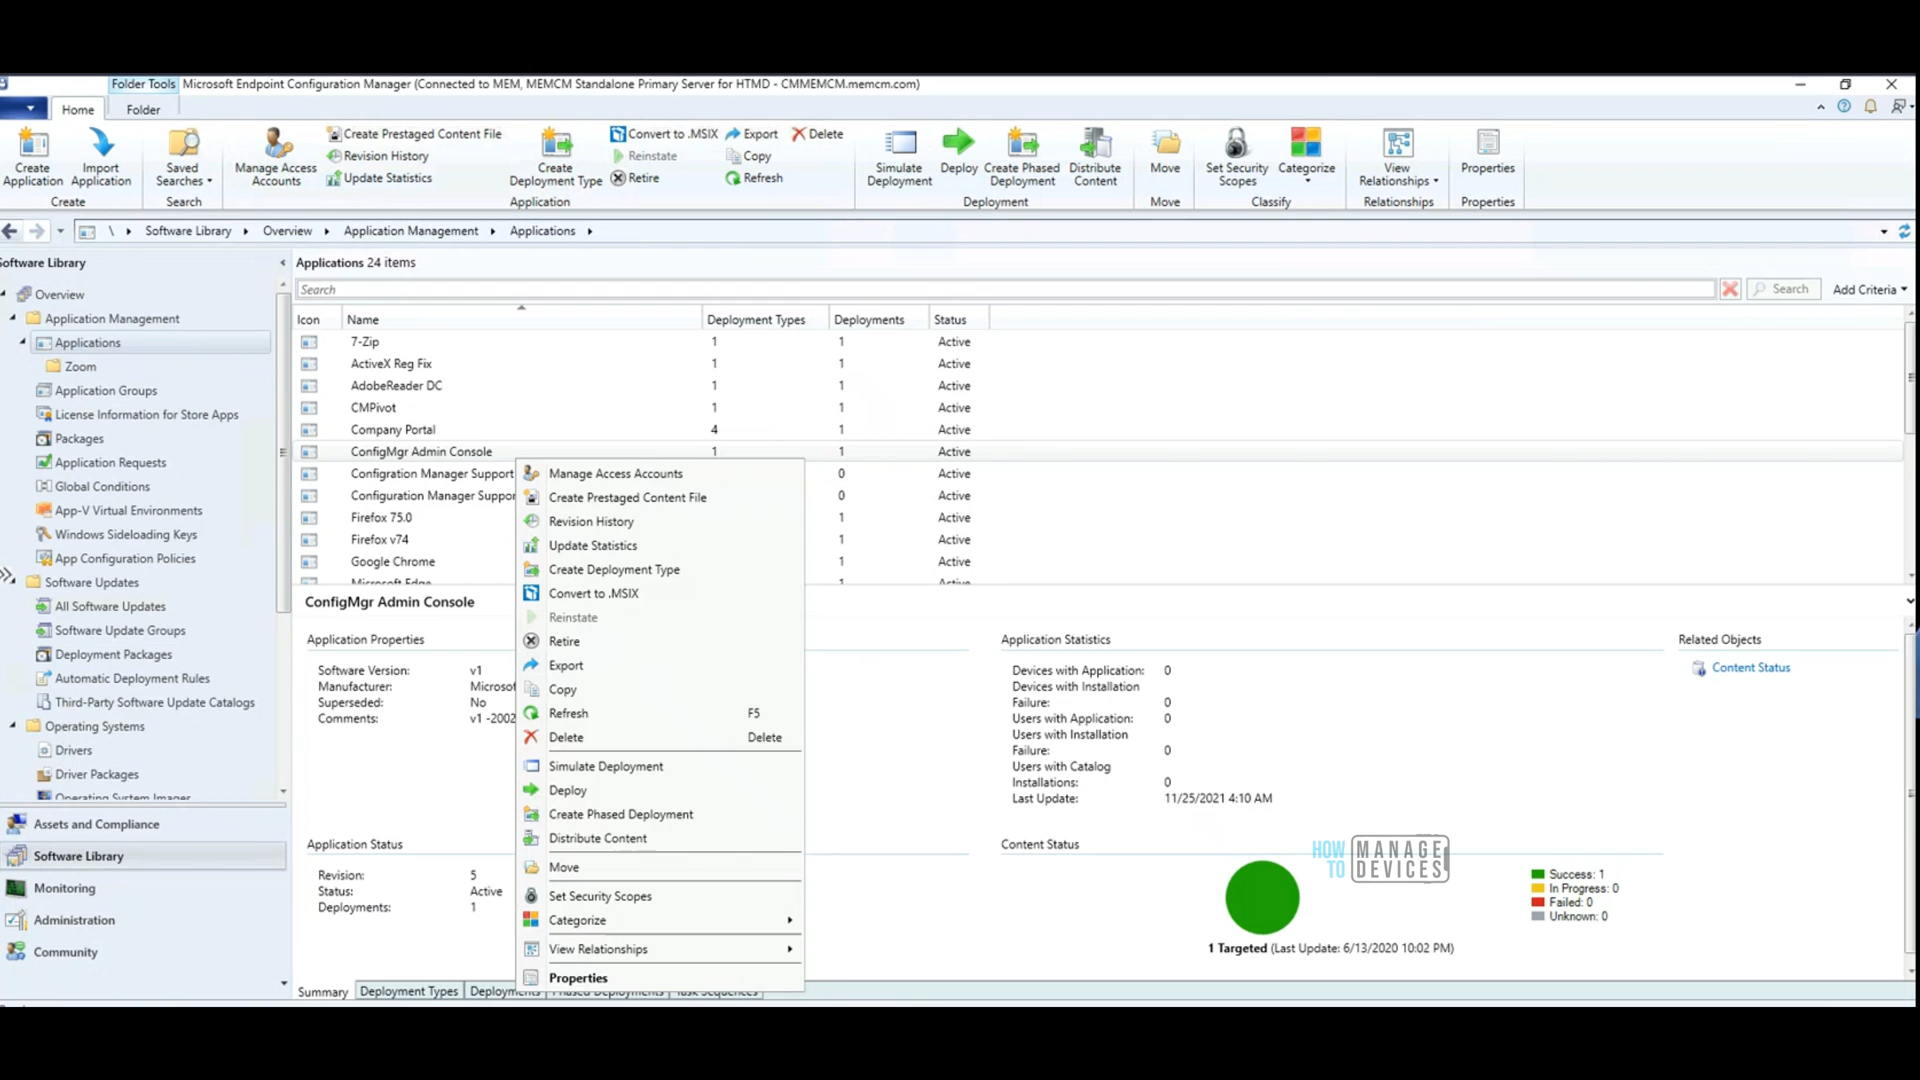 Folder Tools Microsoft Endpoint Configuration Manager (Connected to MEM, MEMCM Standalone Primary Server for HTMD - CMMEMCM.memcm.com)
Home Folder
Create Application
Import Application
Create
Saved Searches
Search
Manage Access Accounts
Create Prestaged Content File
Revision History
Update Statistics
Create Deployment Type
Convert to .MSIX
Reinstate
Retire
Export
Copy
Refresh
Delete
Application
Simulate Deployment
Deploy
Create Phased Deployment
Distribute Content
Deployment
Move
Move
Set Security Scopes
Categorize
Classify
View Relationships
Relationships
Properties
Properties
\ Software Library Overview Application Management Applications
Software Library
Overview
Application Management
Applications
Zoom
Application Groups
License Information for Store Apps
Packages
Application Requests
Global Conditions
App-V Virtual Environments
Windows Sideloading Keys
App Configuration Policies
Software Updates
All Software Updates
Software Update Groups
Deployment Packages
Automatic Deployment Rules
Third-Party Software Update Catalogs
Operating Systems
Drivers
Driver Packages
Operating System Images
Assets and Compliance
Software Library
Monitoring
Administration
Community
Applications 24 items
Search Search Add Criteria
Icon Name Deployment Types Deployments Status
7-Zip 1 1 Active
ActiveX Reg Fix 1 1 Active
AdobeReader DC 1 1 Active
CMPivot 1 1 Active
Company Portal 4 1 Active
ConfigMgr Admin Console 1 1 Active
Configration Manager Support 0 Active
Configuration Manager Suppor 0 Active
Firefox 75.0 1 Active
Firefox v74 1 Active
Google Chrome 1 Active
Microsoft Edge 1 Active
Manage Access Accounts
Create Prestaged Content File
Revision History
Update Statistics
Create Deployment Type
Convert to .MSIX
Reinstate
Retire
Export
Copy
Refresh F5
Delete Delete
Simulate Deployment
Deploy
Create Phased Deployment
Distribute Content
Move
Set Security Scopes
Categorize
View Relationships
Properties
ConfigMgr Admin Console
Application Properties
Software Version: v1
Manufacturer: Microsof
Superseded: No
Comments: v1 -2002
Application Status
Revision: 5
Status: Active
Deployments: 1
Application Statistics
Devices with Application: 0
Devices with Installation
Failure: 0
Users with Application: 0
Users with Installation
Failure: 0
Users with Catalog
Installations: 0
Last Update: 11/25/2021 4:10 AM
Related Objects
Content Status
Content Status
HOW TO MANAGE DEVICES
Success: 1
In Progress: 0
Failed: 0
Unknown: 0
1 Targeted (Last Update: 6/13/2020 10:02 PM)
Summary Deployment Types Deployments Phased Deployments Task Sequences